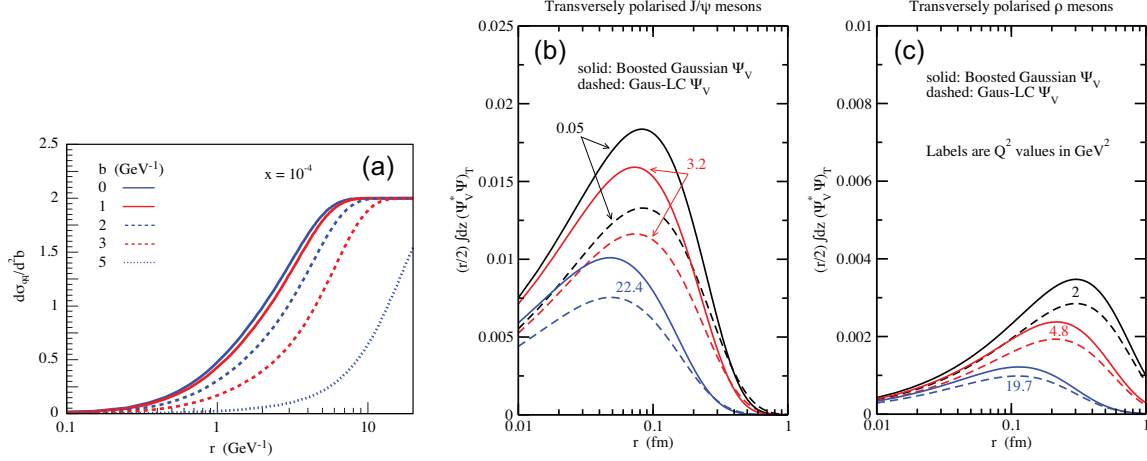 (a)
b (GeV⁻¹)
0
1
2
3
5
x = 10⁻⁴
2.5
2
1.5
1
0.5
0
0.1
1
10
dσqq/d²b
r (GeV⁻¹)
Transversely polarised J/ψ mesons
(b)
solid: Boosted Gaussian Ψ_V
dashed: Gaus-LC Ψ_V
0.05
3.2
22.4
0.025
0.02
0.015
0.01
0.005
0
0.01
0.1
1
(r/2) ∫dz (Ψ*_V Ψ)_T
r (fm)
Transversely polarised ρ mesons
(c)
solid: Boosted Gaussian Ψ_V
dashed: Gaus-LC Ψ_V
Labels are Q² values in GeV²
2
4.8
19.7
0.01
0.008
0.006
0.004
0.002
0
0.01
0.1
1
(r/2) ∫dz (Ψ*_V Ψ)_T
r (fm)